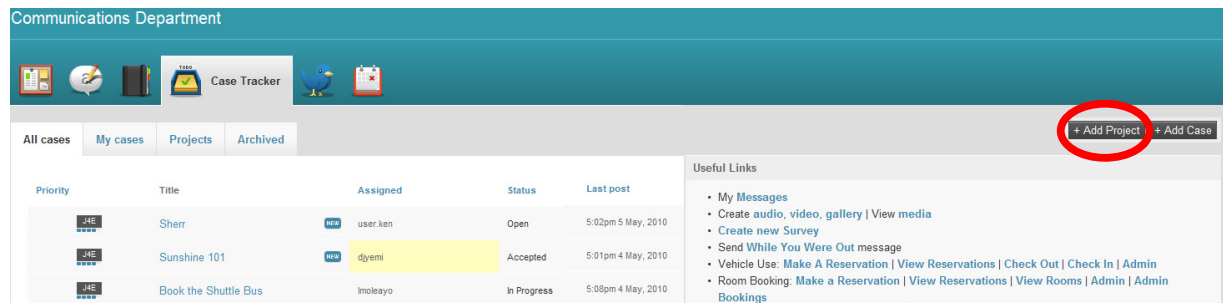 Communications Department
TODO
Case Tracker
All cases My cases Projects Archived
+ Add Project + Add Case
Useful Links
Priority Title Assigned Status Last post
J4E Sherr NEW user.ken Open 5:02pm 5 May, 2010
J4E Sunshine 101 NEW djyemi Accepted 5:01pm 4 May, 2010
J4E Book the Shuttle Bus lmoleayo In Progress 5:08pm 4 May, 2010
• My Messages
• Create audio, video, gallery | View media
• Create new Survey
• Send While You Were Out message
• Vehicle Use: Make A Reservation | View Reservations | Check Out | Check In | Admin
• Room Booking: Make a Reservation | View Reservations | View Rooms | Admin | Admin
Bookings